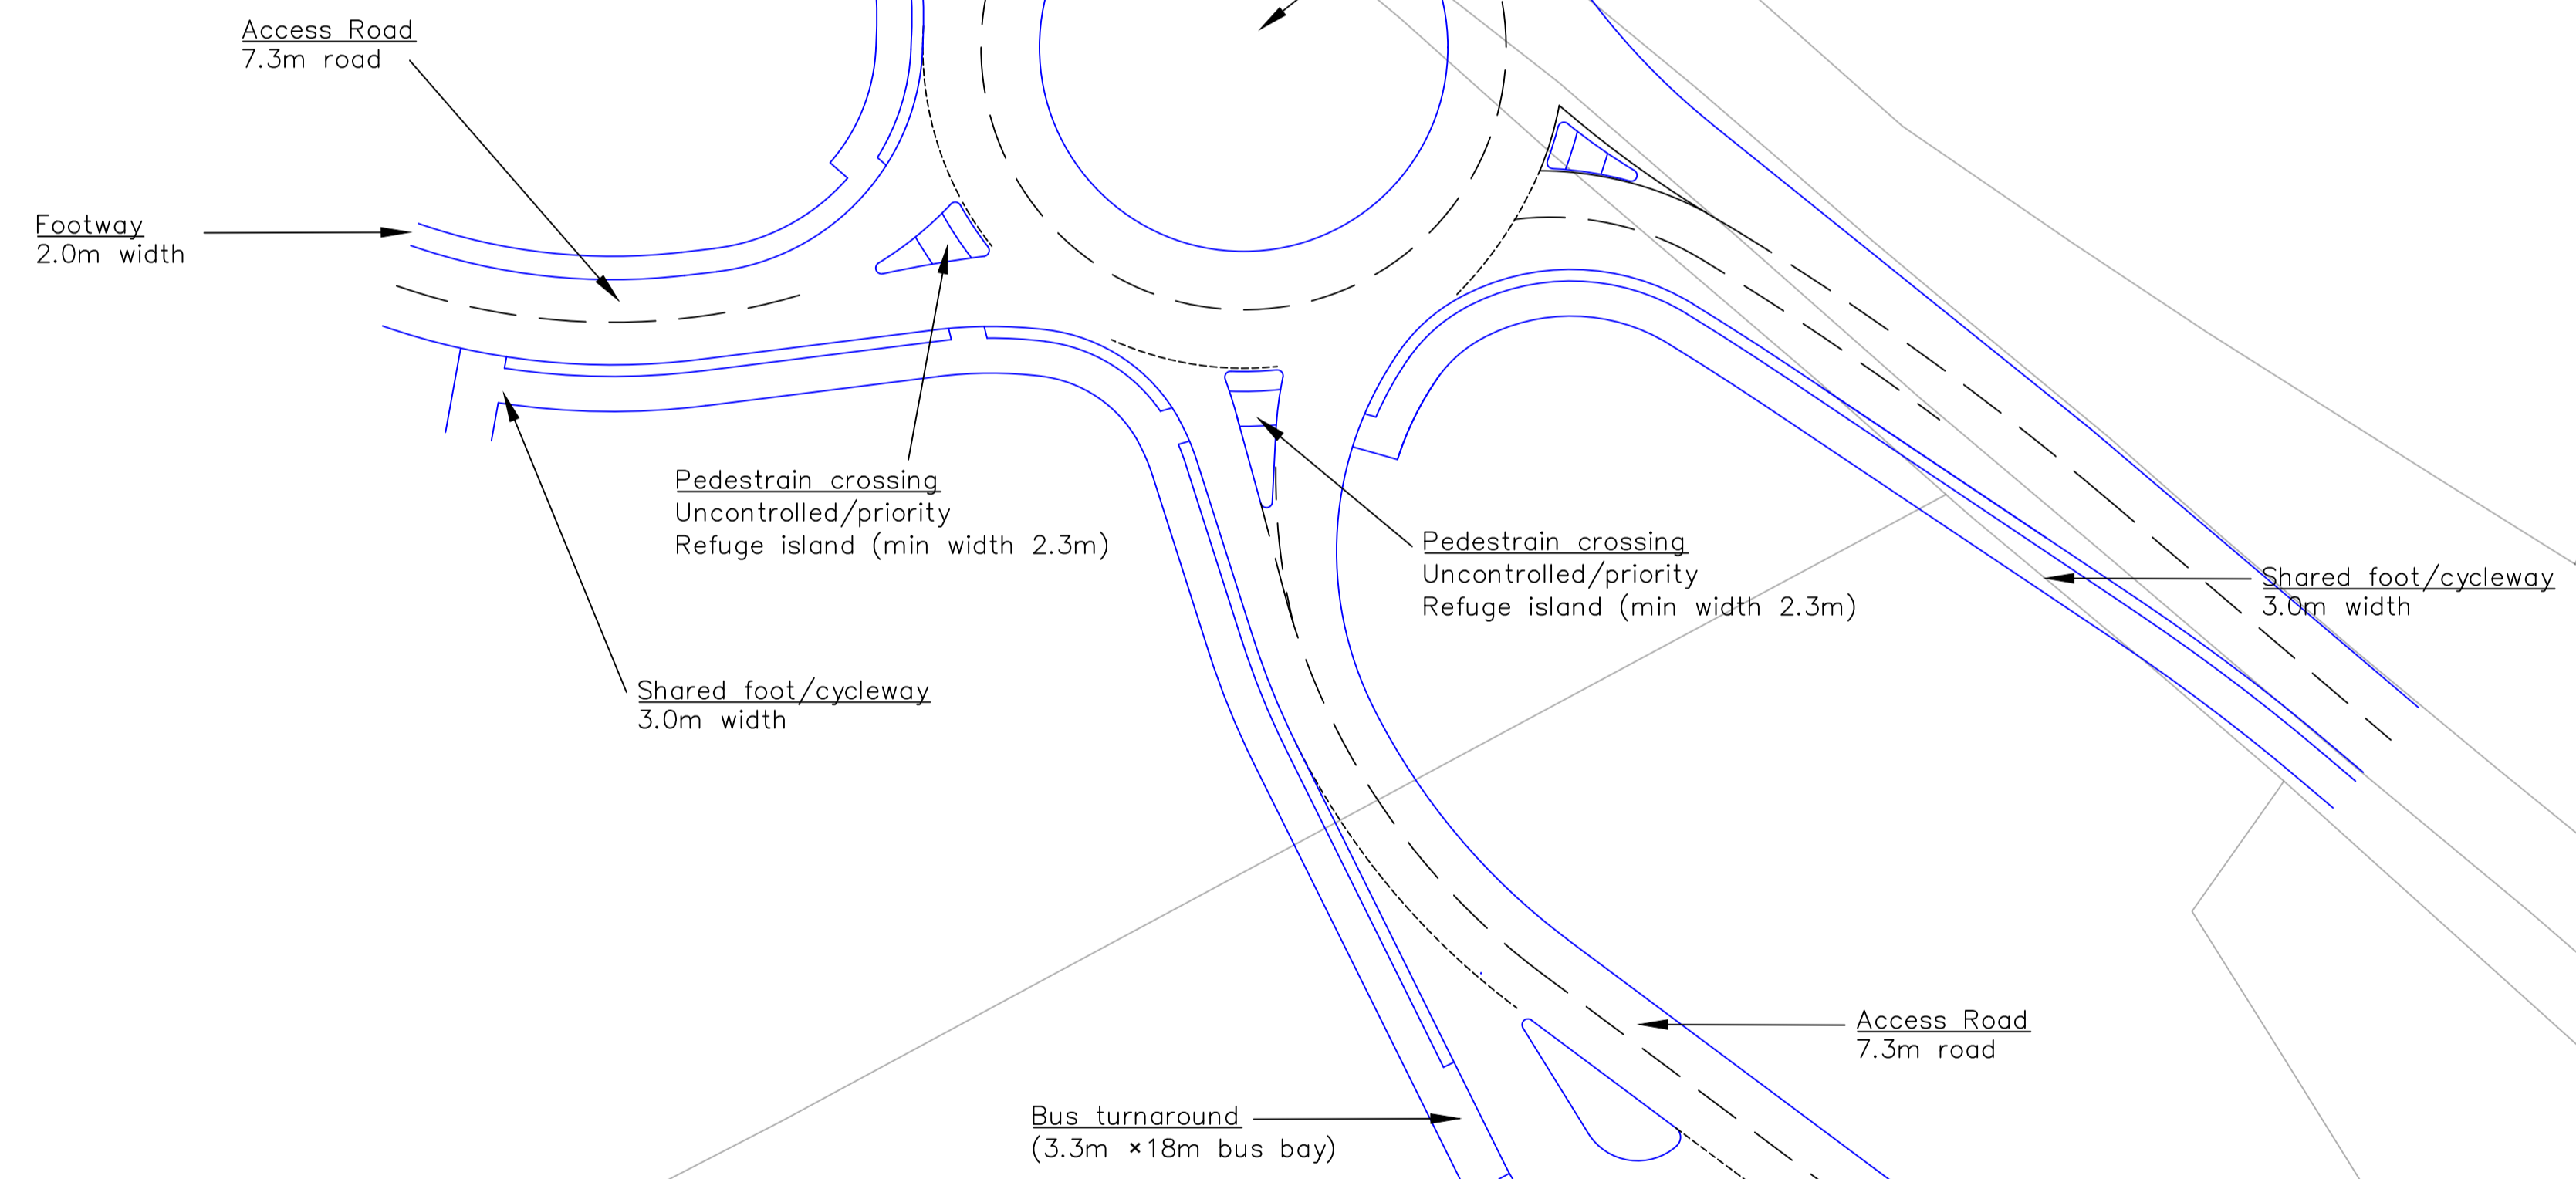 Access Road
7.3m road
Footway
2.0m width
Pedestrain crossing
Uncontrolled/priority
Refuge island (min width 2.3m)
Pedestrain crossing
Uncontrolled/priority
Refuge island (min width 2.3m)
Shared foot/cycleway
3.0m width
Shared foot/cycleway
3.0m width
Access Road
7.3m road
Bus turnaround
(3.3m ×18m bus bay)